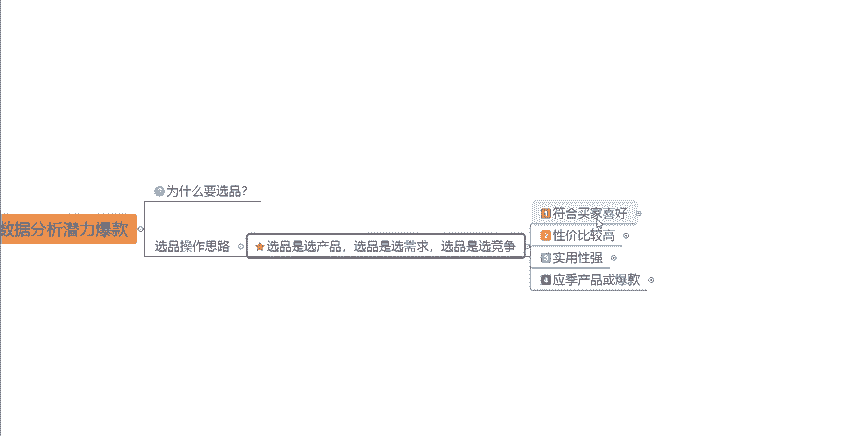 为什么要选品?
数据分析潜力爆款
选品操作思路
选品是选产品，选品是选需求，选品是选竞争
1 符合买家喜好
2 性价比较高
3 实用性强
4 应季产品或爆款